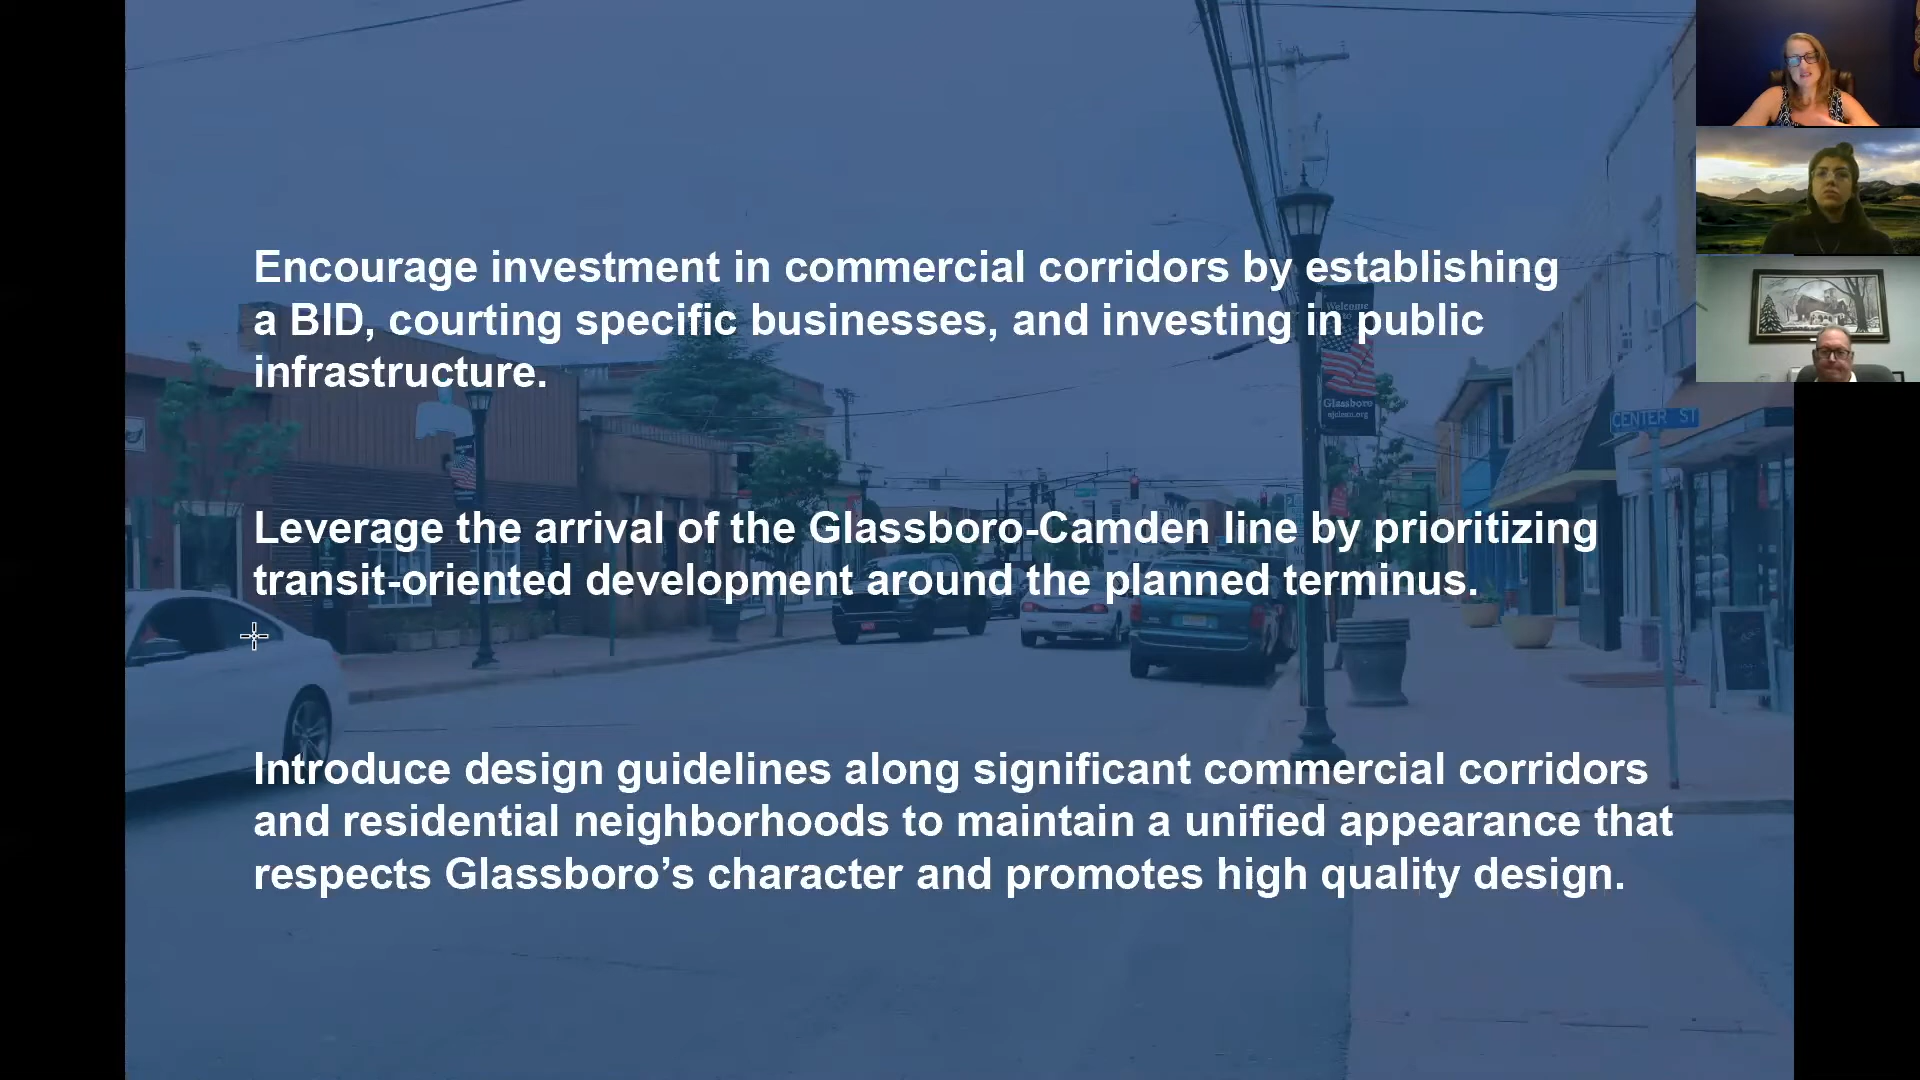 Encourage investment in commercial corridors by establishing
a BID, courting specific businesses, and investing in public
infrastructure.
Welcome
to
Glassboro
CENTER ST
Leverage the arrival of the Glassboro-Camden line by prioritizing
transit-oriented development around the planned terminus.
Introduce design guidelines along significant commercial corridors
and residential neighborhoods to maintain a unified appearance that
respects Glassboro’s character and promotes high quality design.